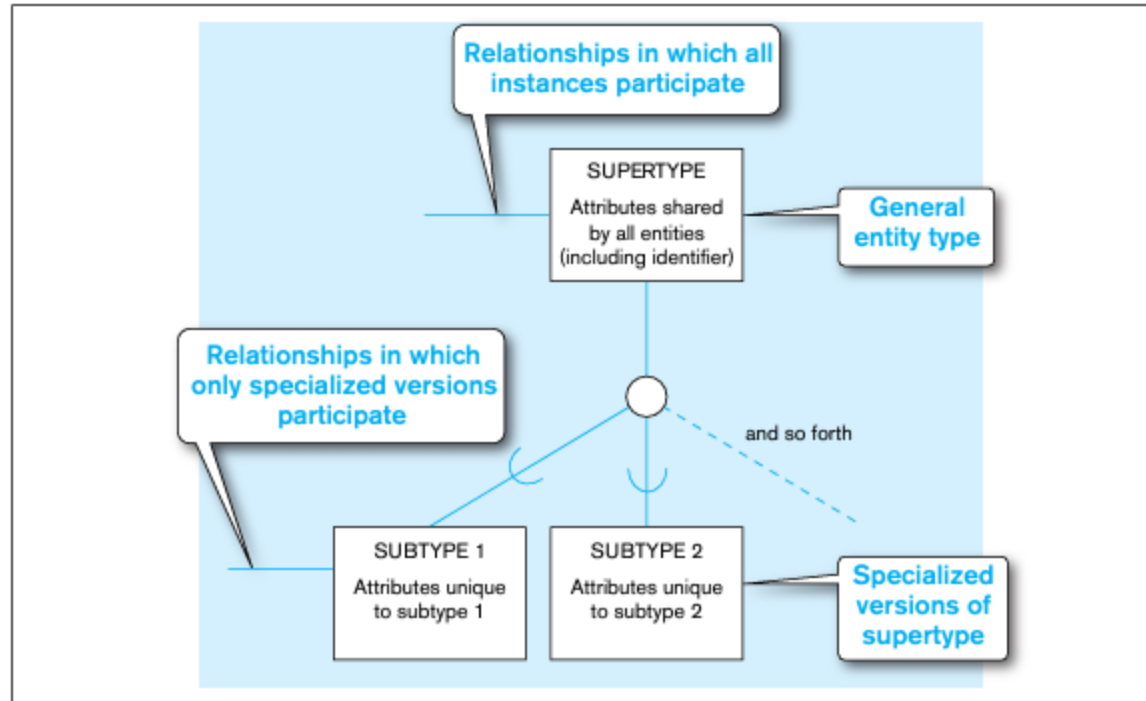 Relationships in which all
instances participate
SUPERTYPE
Attributes shared
by all entities
(including identifier)
General
entity type
Relationships in which
only specialized versions
participate
and so forth
SUBTYPE 1
Attributes unique
to subtype 1
SUBTYPE 2
Attributes unique
to subtype 2
Specialized
versions of
supertype